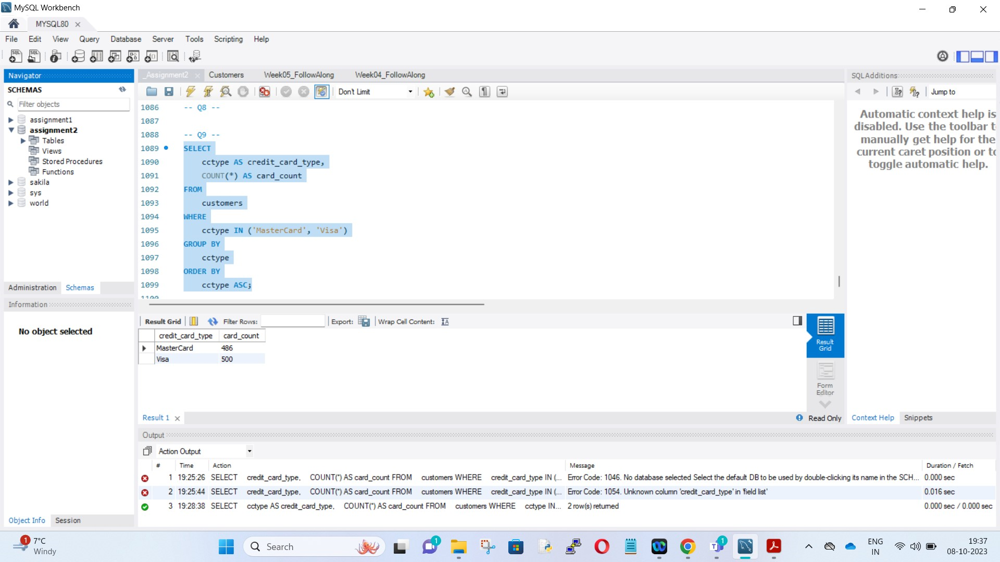 MySQL Workbench
MYSQL80
File Edit View Query Database Server Tools Scripting Help
Navigator
SCHEMAS
Filter objects
assignment1
assignment2
Tables
Views
Stored Procedures
Functions
sakila
sys
world
Administration Schemas
Information
No object selected
Object Info Session
_Assignment2 Customers Week05_FollowAlong Week04_FollowAlong
Don't Limit
1086 -- Q8 --
1087
1088 -- Q9 --
1089 SELECT
1090 cctype AS credit_card_type,
1091 COUNT(*) AS card_count
1092 FROM
1093 customers
1094 WHERE
1095 cctype IN ('MasterCard', 'Visa')
1096 GROUP BY
1097 cctype
1098 ORDER BY
1099 cctype ASC;
1100
Result Grid Filter Rows: Export: Wrap Cell Content:
credit_card_type card_count
MasterCard 486
Visa 500
Result Grid
Form Editor
Result 1
Read Only
SQLAdditions
Jump to
Automatic context help is
disabled. Use the toolbar t
manually get help for the
current caret position or to
toggle automatic help.
Context Help Snippets
Output
Action Output
# Time Action Message Duration / Fetch
1 19:25:26 SELECT credit_card_type, COUNT(*) AS card_count FROM customers WHERE credit_card_type IN (... Error Code: 1046. No database selected Select the default DB to be used by double-clicking its name in the SCH... 0.000 sec
2 19:25:44 SELECT credit_card_type, COUNT(*) AS card_count FROM customers WHERE credit_card_type IN (... Error Code: 1054. Unknown column 'credit_card_type' in 'field list' 0.016 sec
3 19:28:38 SELECT cctype AS credit_card_type, COUNT(*) AS card_count FROM customers WHERE cctype IN... 2 row(s) returned 0.000 sec / 0.000 sec
1
7°C
Windy
Search
1
1
ENG
IN
19:37
08-10-2023